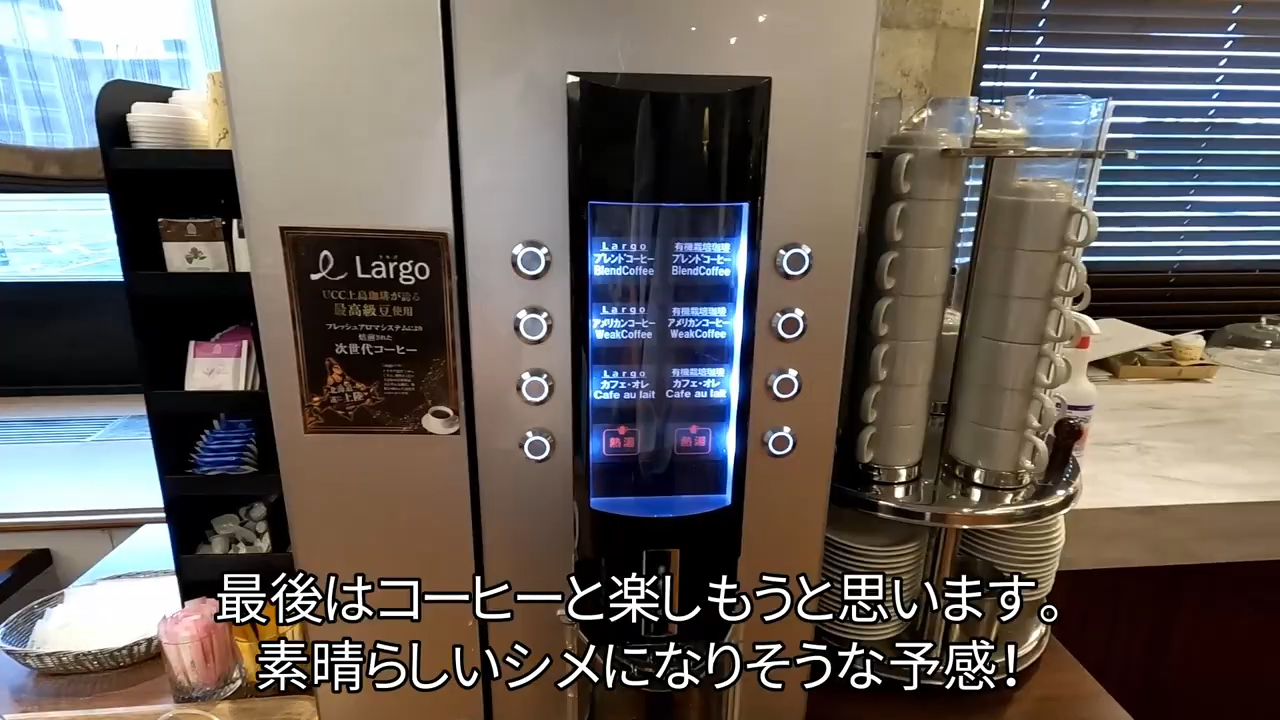 Largo
UCC上島珈琲が誇る
最高級豆使用
フレッシュアロマシステムにより
焙煎された
次世代コーヒー
Largo
ブレンドコーヒー
BlendCoffee
有機栽培珈琲
ブレンドコーヒー
BlendCoffee
Largo
アメリカンコーヒー
WeakCoffee
有機栽培珈琲
アメリカンコーヒー
WeakCoffee
Largo
カフェ・オレ
Cafe au lait
有機栽培珈琲
カフェ・オレ
Cafe au lait
熱湯
熱湯
最後はコーヒーと楽しもうと思います。
素晴らしいシメになりそうな予感！